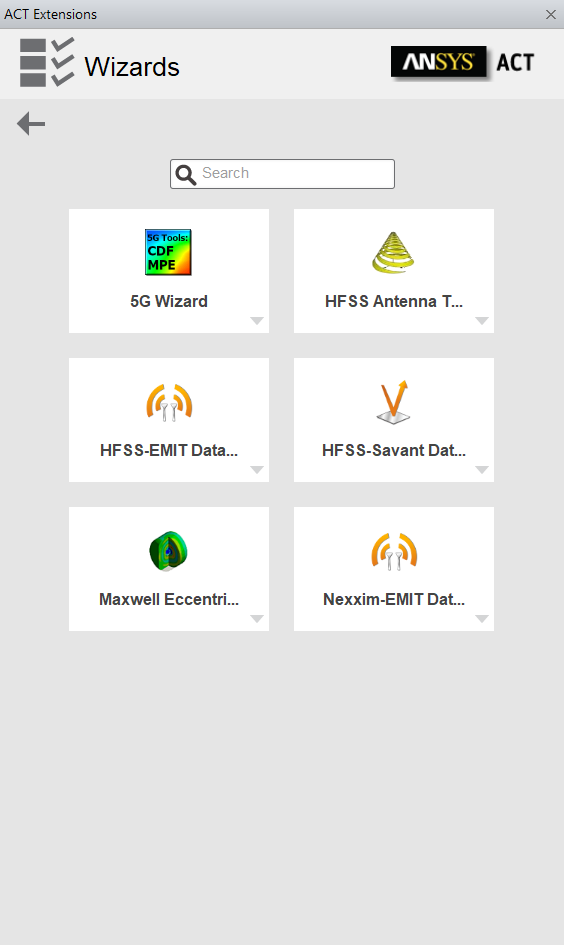 ACT Extensions
Wizards
ANSYS ACT
Search
5G Tools:
CDF
MPE
5G Wizard
HFSS Antenna T...
HFSS-EMIT Data...
HFSS-Savant Dat...
Maxwell Eccentri...
Nexxim-EMIT Dat...